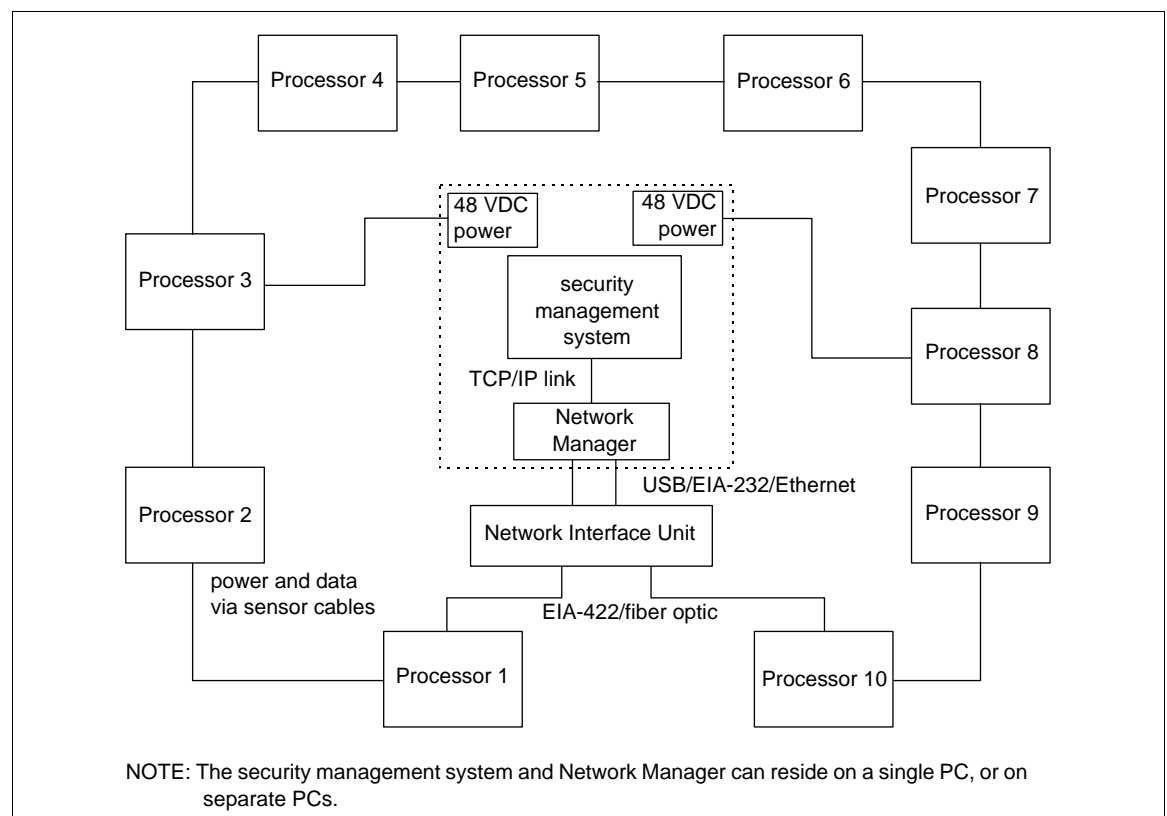 Processor 4
Processor 5
Processor 6
Processor 7
48 VDC
power
48 VDC
power
Processor 3
security
management
system
Processor 8
TCP/IP link
Network
Manager
USB/EIA-232/Ethernet
Processor 2
Network Interface Unit
Processor 9
power and data
via sensor cables
EIA-422/fiber optic
Processor 1
Processor 10
NOTE: The security management system and Network Manager can reside on a single PC, or on
separate PCs.